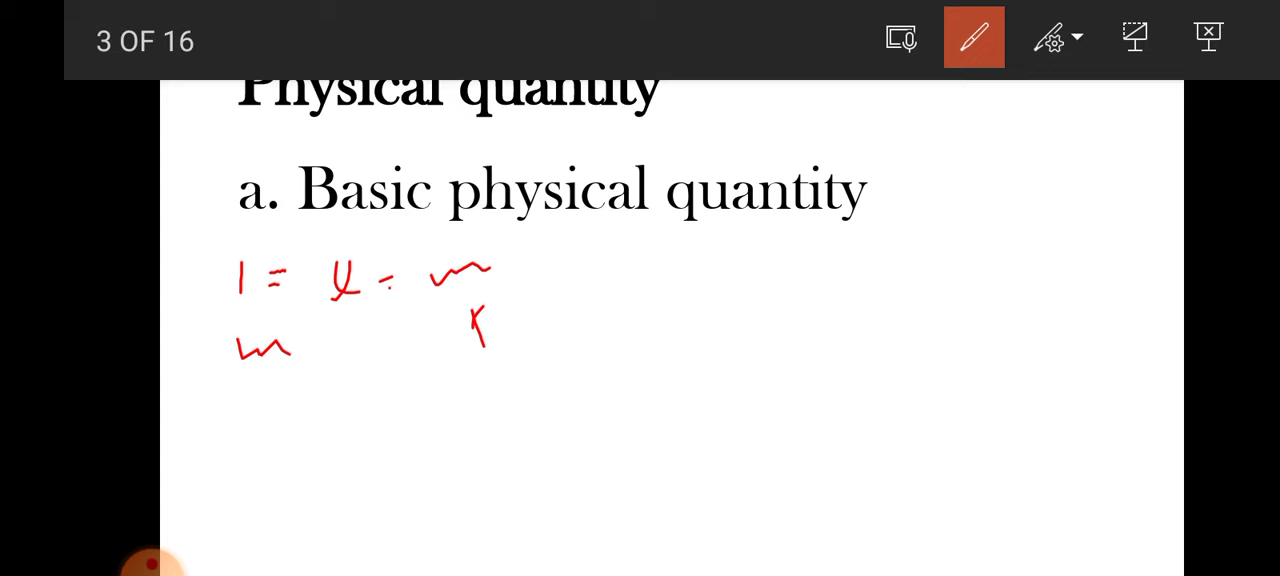 3 OF 16
Physical quantity
a. Basic physical quantity
l = l = m
m